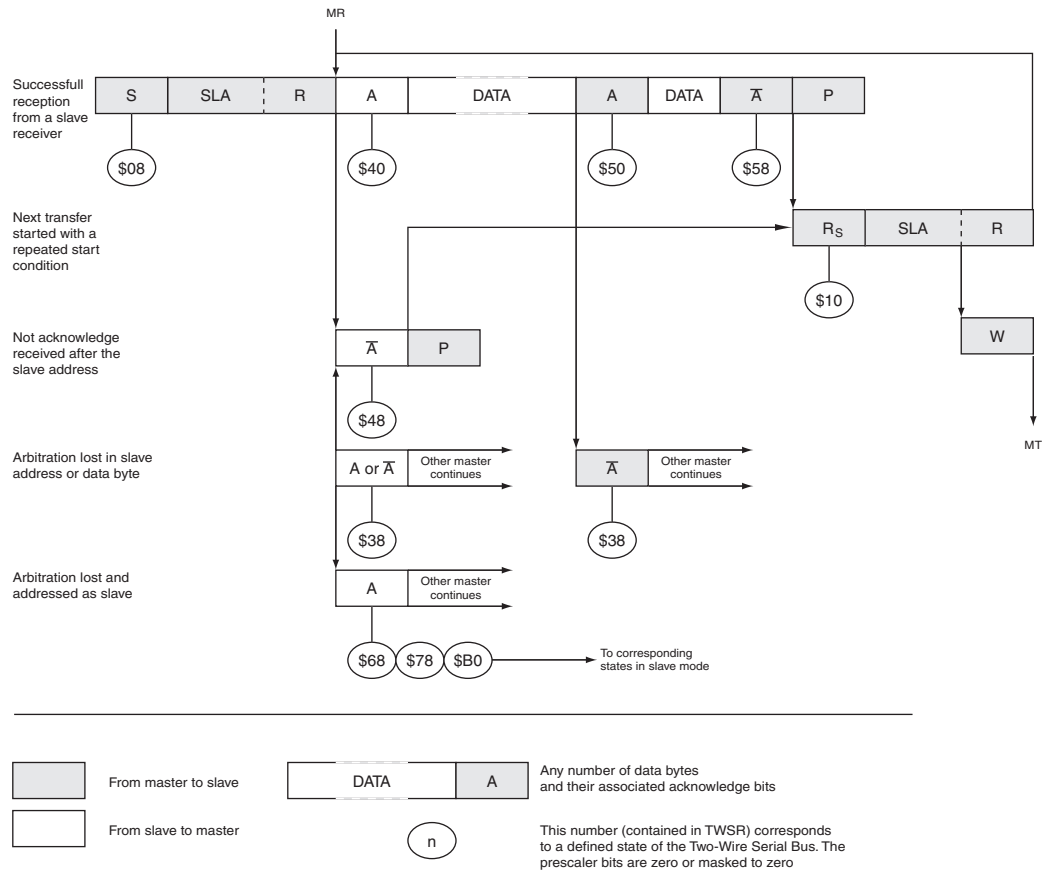 MR
Successfull
reception
from a slave
receiver
S SLA R A DATA A DATA A̅ P
$08 $40 $50 $58
Next transfer
started with a
repeated start
condition
RS SLA R
$10
Not acknowledge
received after the
slave address
A̅ P
W
$48
MT
Arbitration lost in slave
address or data byte
A or A̅
Other master
continues
A̅
Other master
continues
$38 $38
Arbitration lost and
addressed as slave
A
Other master
continues
$68 $78 $B0
To corresponding
states in slave mode
From master to slave
DATA A
Any number of data bytes
and their associated acknowledge bits
From slave to master
n
This number (contained in TWSR) corresponds
to a defined state of the Two-Wire Serial Bus. The
prescaler bits are zero or masked to zero